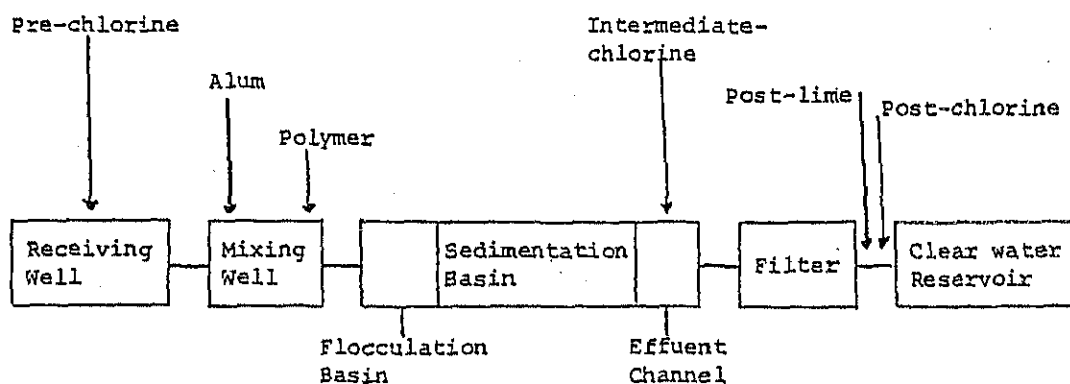 Pre-chlorine
Intermediate-
chlorine
Alum
Post-lime
Post-chlorine
Polymer
Receiving
Well
Mixing
Well
Sedimentation
Basin
Filter
Clear water
Reservoir
Flocculation
Basin
Effuent
Channel